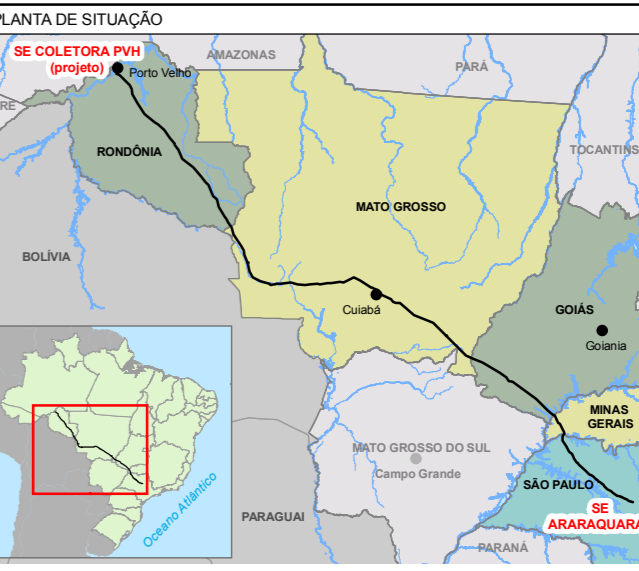 PLANTA DE SITUAÇÃO
SE COLETORA PVH
(projeto)
Porto Velho
AMAZONAS
PARÁ
RE
TOCANTINS
RONDÔNIA
MATO GROSSO
BOLÍVIA
Cuiabá
GOIÁS
Goiania
MINAS
GERAIS
MATO GROSSO DO SUL
Campo Grande
SÃO PAULO
SE
ARARAQUARA
Oceano Atlântico
PARAGUAI
PARANÁ